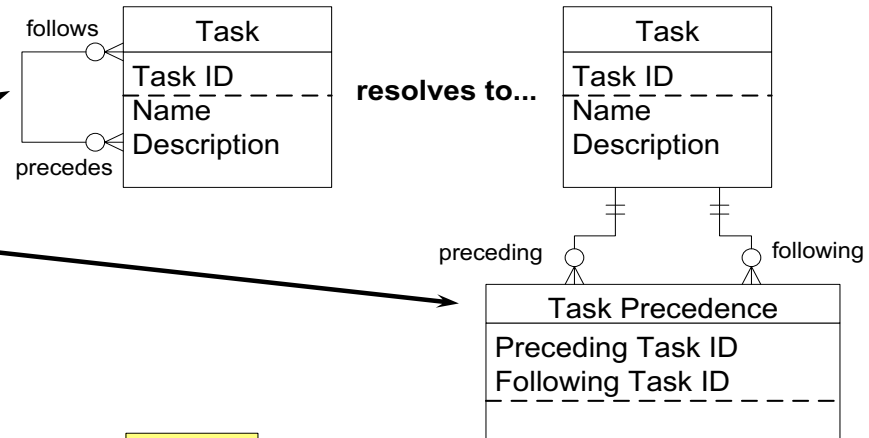 follows
Task
Task ID
Name
Description
precedes
resolves to...
Task
Task ID
Name
Description
preceding
following
Task Precedence
Preceding Task ID
Following Task ID